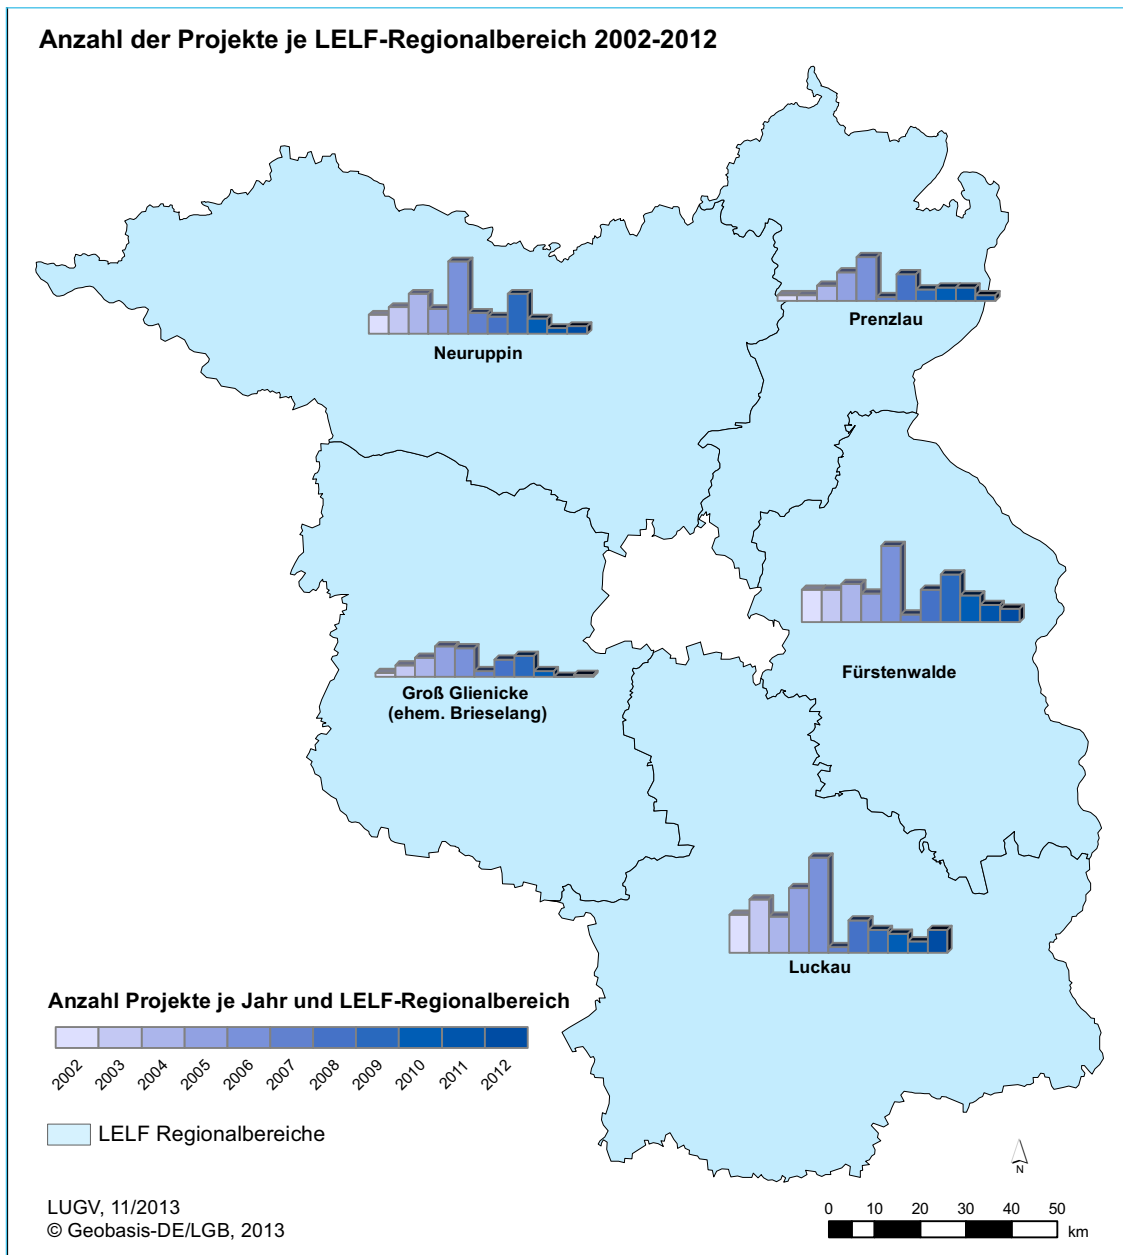 Anzahl der Projekte je LELF-Regionalbereich 2002-2012
Prenzlau
Neuruppin
Fürstenwalde
Groß Glienicke
(ehem. Brieselang)
Luckau
Anzahl Projekte je Jahr und LELF-Regionalbereich
2002 2003 2004 2005 2006 2007 2008 2009 2010 2011 2012
LELF Regionalbereiche
N
LUGV, 11/2013
© Geobasis-DE/LGB, 2013
0 10 20 30 40 50
km